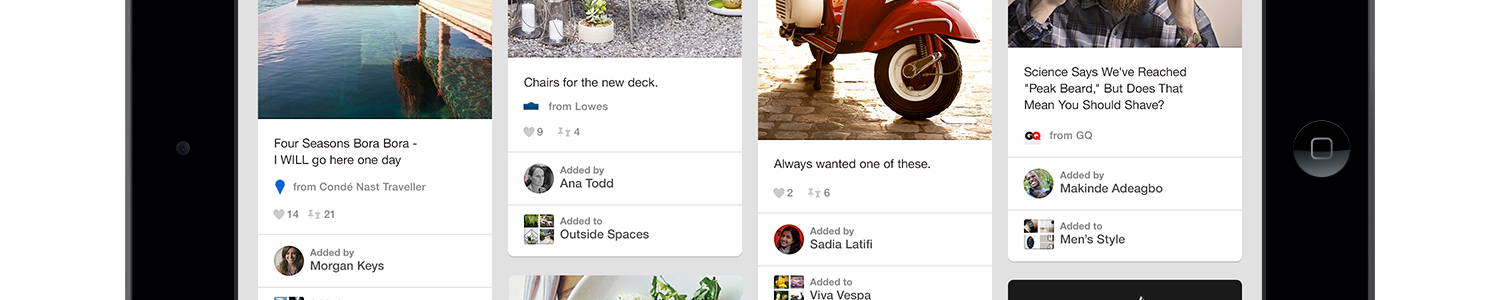 Four Seasons Bora Bora -
I WILL go here one day
from Condé Nast Traveller
14 21
Added by
Morgan Keys
Chairs for the new deck.
from Lowes
9 4
Added by
Ana Todd
Added to
Outside Spaces
Always wanted one of these.
2 6
Added by
Sadia Latifi
Added to
Viva Vespa
Science Says We've Reached
"Peak Beard," But Does That
Mean You Should Shave?
GQ from GQ
Added by
Makinde Adeagbo
Added to
Men's Style